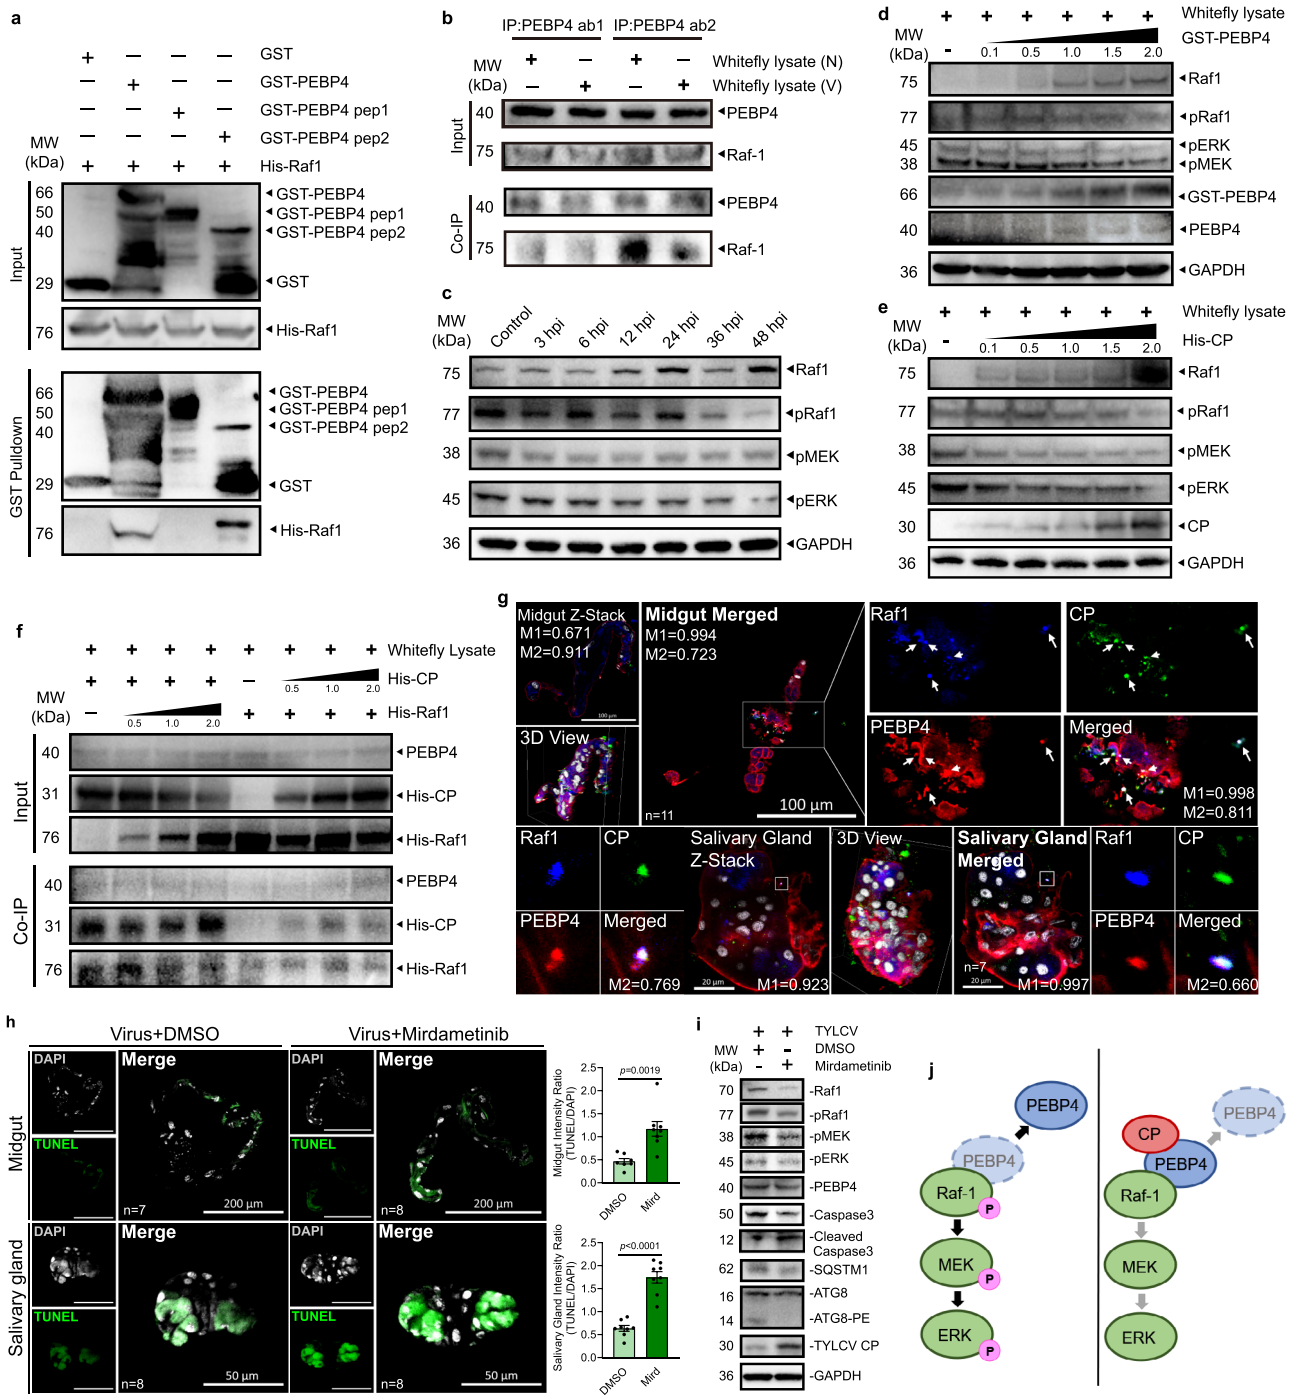 a
GST
GST-PEBP4
GST-PEBP4 pep1
GST-PEBP4 pep2
His-Raf1
MW
(kDa)
+ − − −
− + − −
− − + −
− − − +
+ + + +
Input
66
50
40
29
76
GST-PEBP4
GST-PEBP4 pep1
GST-PEBP4 pep2
GST
His-Raf1
GST Pulldown
66
50
40
29
76
GST-PEBP4
GST-PEBP4 pep1
GST-PEBP4 pep2
GST
His-Raf1
b
IP:PEBP4 ab1 IP:PEBP4 ab2
MW
(kDa)
+ − + − Whitefly lysate (N)
− + − + Whitefly lysate (V)
Input
40 PEBP4
75 Raf-1
Co-IP
40 PEBP4
75 Raf-1
c
MW
(kDa)
Control 3 hpi 6 hpi 12 hpi 24 hpi 36 hpi 48 hpi
75 Raf1
77 pRaf1
38 pMEK
45 pERK
36 GAPDH
d
+ + + + + + Whitefly lysate
MW
(kDa)
GST-PEBP4
- 0.1 0.5 1.0 1.5 2.0
75 Raf1
77 pRaf1
45 pERK
38 pMEK
66 GST-PEBP4
40 PEBP4
36 GAPDH
e
+ + + + + + Whitefly lysate
MW
(kDa)
His-CP
- 0.1 0.5 1.0 1.5 2.0
75 Raf1
77 pRaf1
38 pMEK
45 pERK
30 CP
36 GAPDH
f
+ + + + + + + + Whitefly Lysate
+ + + + − 0.5 1.0 2.0 His-CP
MW
(kDa)
− 0.5 1.0 2.0 + + + + His-Raf1
Input
40 PEBP4
31 His-CP
76 His-Raf1
Co-IP
40 PEBP4
31 His-CP
76 His-Raf1
g
Midgut Z-Stack
M1=0.671
M2=0.911
100 µm
3D View
Midgut Merged
M1=0.994
M2=0.723
n=11
100 µm
Raf1
CP
PEBP4
Merged
M1=0.998
M2=0.811
Raf1
CP
PEBP4
Merged
M2=0.769
Salivary Gland
Z-Stack
20 µm
M1=0.923
3D View
Salivary Gland
Merged
n=7
20 µm
M1=0.997
Raf1
CP
PEBP4
Merged
M2=0.660
h
Virus+DMSO
Virus+Mirdametinib
Midgut
DAPI
TUNEL
Merge
n=7
200 µm
DAPI
TUNEL
Merge
n=8
200 µm
Salivary gland
DAPI
TUNEL
Merge
n=8
50 µm
DAPI
TUNEL
Merge
n=8
50 µm
Midgut Intensity Ratio
(TUNEL/DAPI)
2.5
2.0
1.5
1.0
0.5
0.0
p=0.0019
DMSO
Mird
Salivary Gland Intensity Ratio
(TUNEL/DAPI)
2.5
2.0
1.5
1.0
0.5
0.0
p<0.0001
DMSO
Mird
i
+ + TYLCV
MW
(kDa)
+ - DMSO
- + Mirdametinib
70 -Raf1
77 -pRaf1
38 -pMEK
45 -pERK
40 -PEBP4
50 -Caspase3
12 -Cleaved
Caspase3
62 -SQSTM1
16 -ATG8
14 -ATG8-PE
30 -TYLCV CP
36 -GAPDH
j
PEBP4
PEBP4
Raf-1
P
MEK
P
ERK
P
PEBP4
CP
PEBP4
Raf-1
MEK
ERK